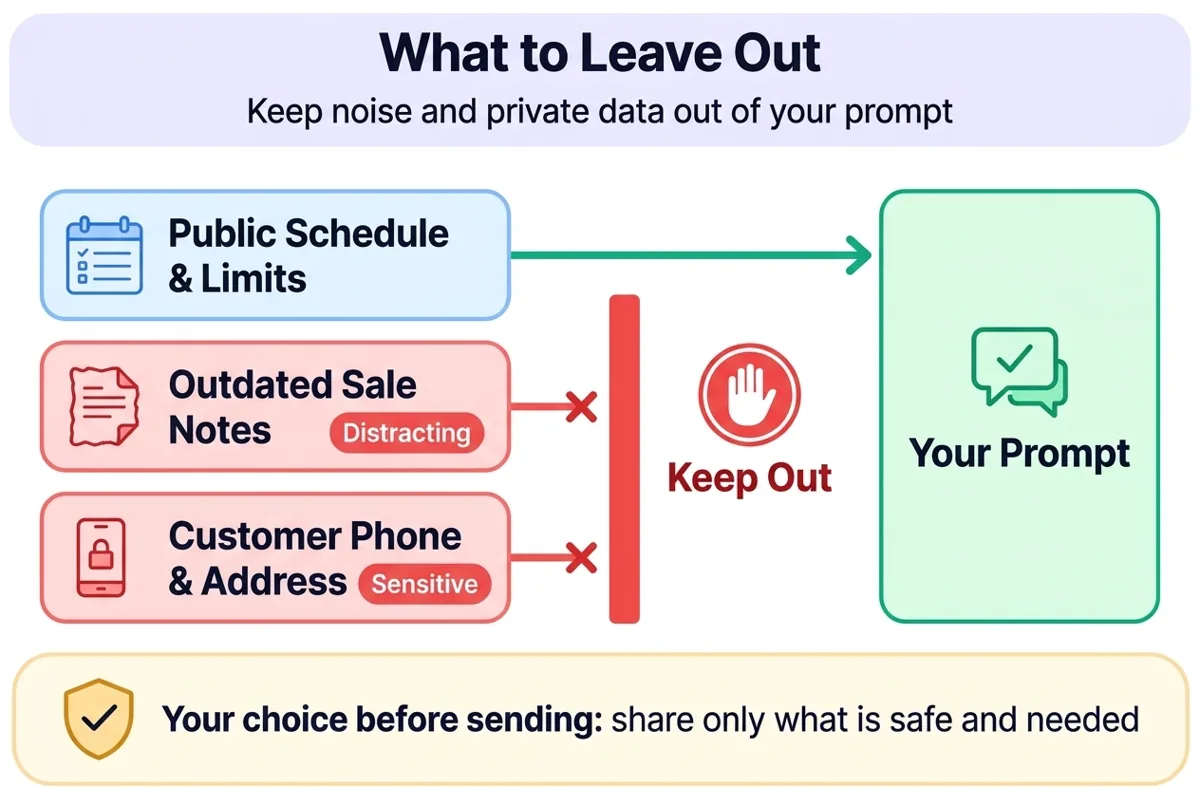 What to Leave Out
Keep noise and private data out of your prompt
Public Schedule
& Limits
Outdated Sale
Notes
Distracting
Customer Phone
& Address
Sensitive
Keep Out
Your Prompt
Your choice before sending: share only what is safe and needed